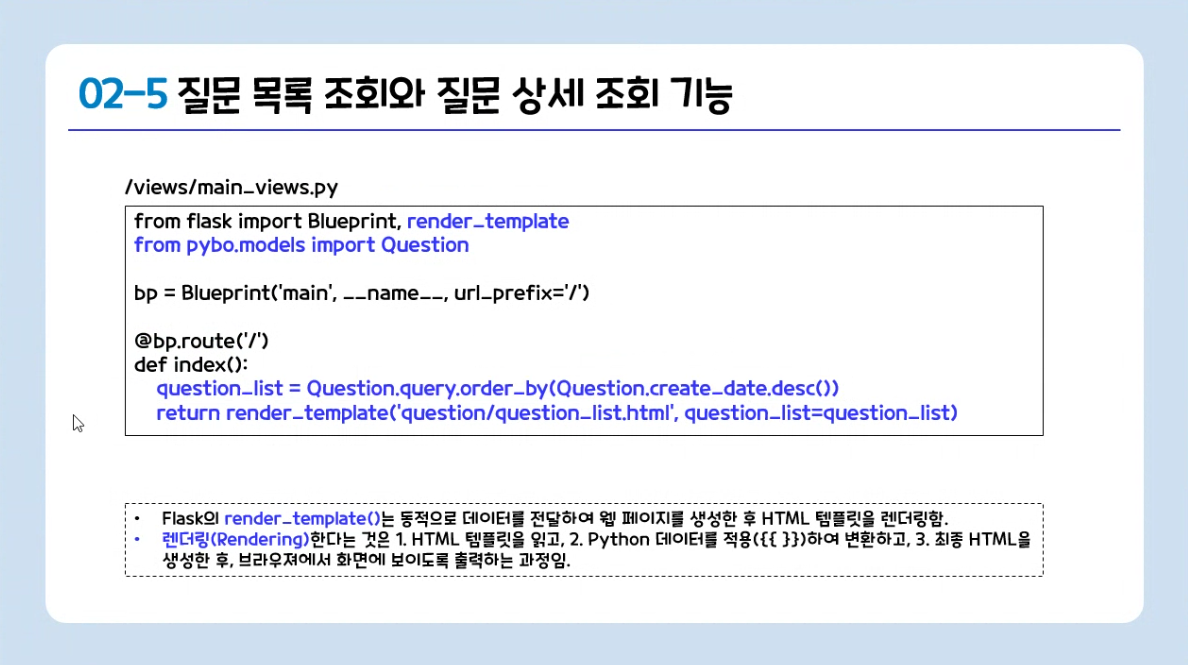 02-5 질문 목록 조회와 질문 상세 조회 기능
/views/main_views.py
from flask import Blueprint, render_template
from pybo.models import Question
bp = Blueprint('main', __name__, url_prefix='/')
@bp.route('/')
def index():
question_list = Question.query.order_by(Question.create_date.desc())
return render_template('question/question_list.html', question_list=question_list)
• Flask의 render_template()는 동적으로 데이터를 전달하여 웹 페이지를 생성한 후 HTML 템플릿을 렌더링함.
• 렌더링(Rendering)한다는 것은 1. HTML 템플릿을 읽고, 2. Python 데이터를 적용({{ }})하여 변환하고, 3. 최종 HTML을
생성한 후, 브라우져에서 화면에 보이도록 출력하는 과정임.